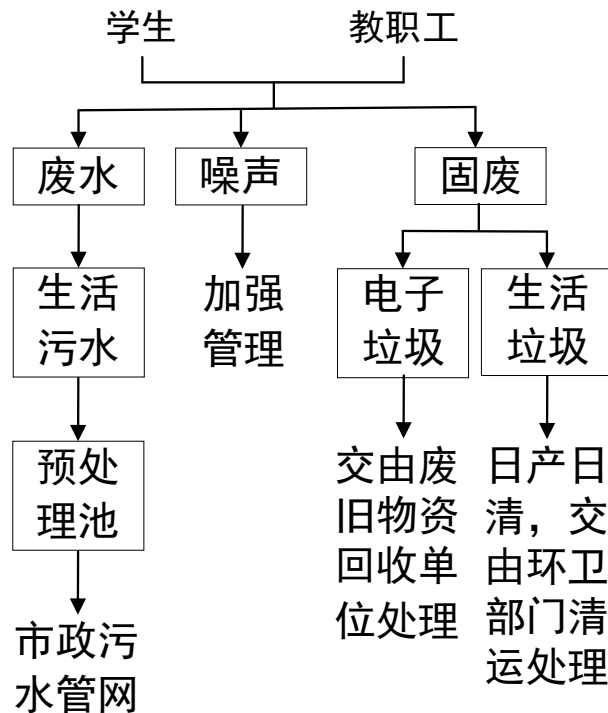 学生
教职工
废水
噪声
固废
生活
污水
加强
管理
电子
垃圾
生活
垃圾
预处
理池
交由废
旧物资
回收单
位处理
日产日
清，交
由环卫
部门清
运处理
市政污
水管网